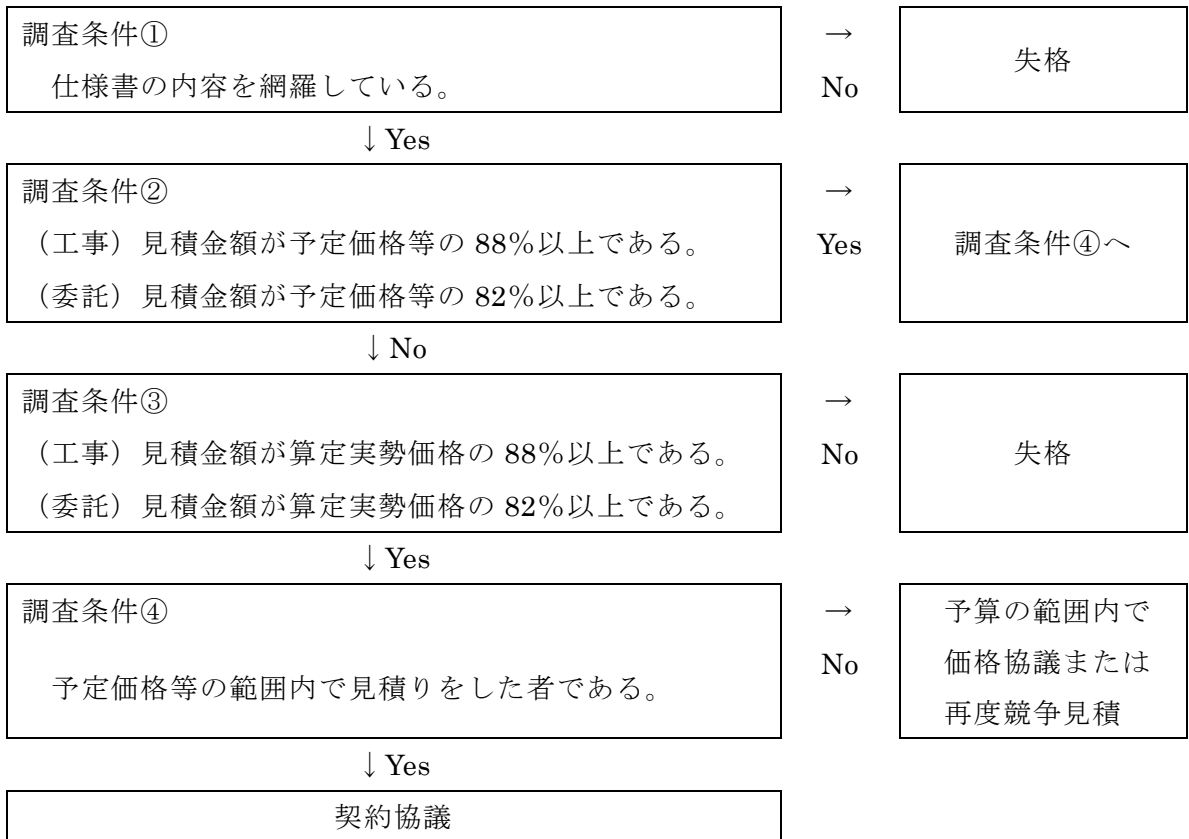 調査条件①
仕様書の内容を網羅している。
→
No
失格
↓ Yes
調査条件②
（工事）見積金額が予定価格等の 88％以上である。
（委託）見積金額が予定価格等の 82％以上である。
→
Yes
調査条件④へ
↓ No
調査条件③
（工事）見積金額が算定実勢価格の 88％以上である。
（委託）見積金額が算定実勢価格の 82％以上である。
→
No
失格
↓ Yes
調査条件④
予定価格等の範囲内で見積りをした者である。
→
No
予算の範囲内で
価格協議または
再度競争見積
↓ Yes
契約協議